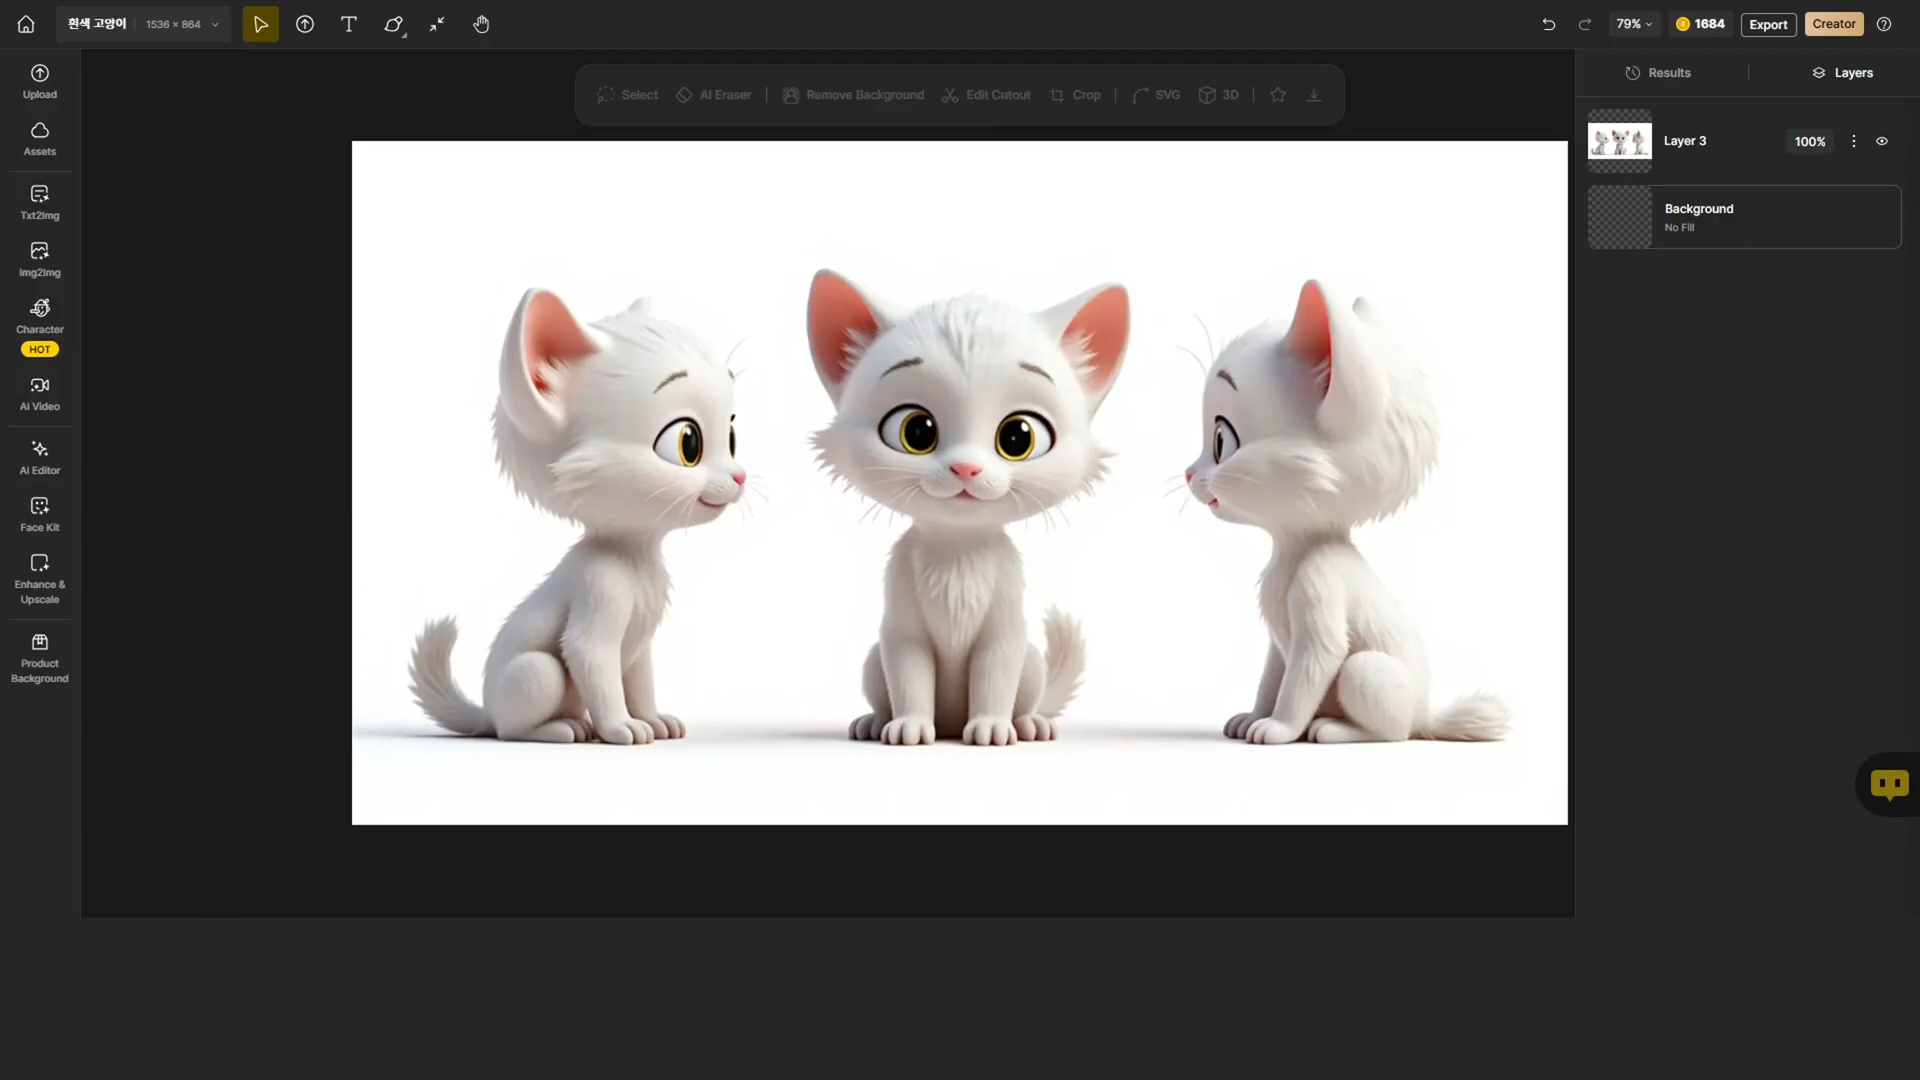 흰색 고양이 1536 × 864
T
79%
1684
Export
Creator
Upload
Assets
Txt2Img
Img2Img
Character
HOT
AI Video
AI Editor
Face Kit
Enhance &
Upscale
Product
Background
Select
AI Eraser
Remove Background
Edit Cutout
Crop
SVG
3D
Results
Layers
Layer 3
100%
Background
No Fill